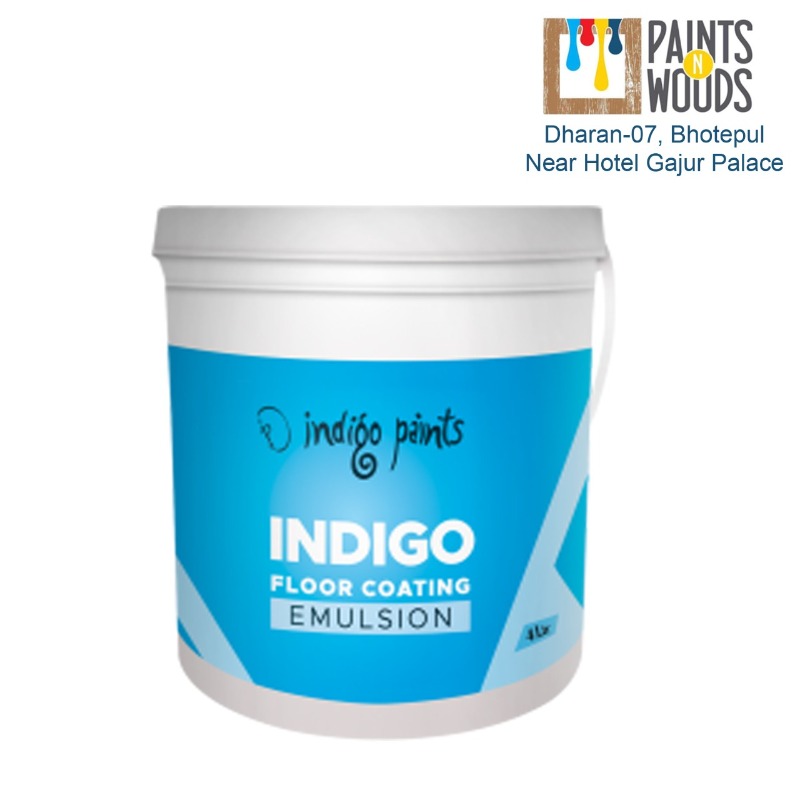 PAINTS
N
WOODS
Dharan-07, Bhotepul
Near Hotel Gajur Palace
indigo paints
INDIGO
FLOOR COATING
EMULSION